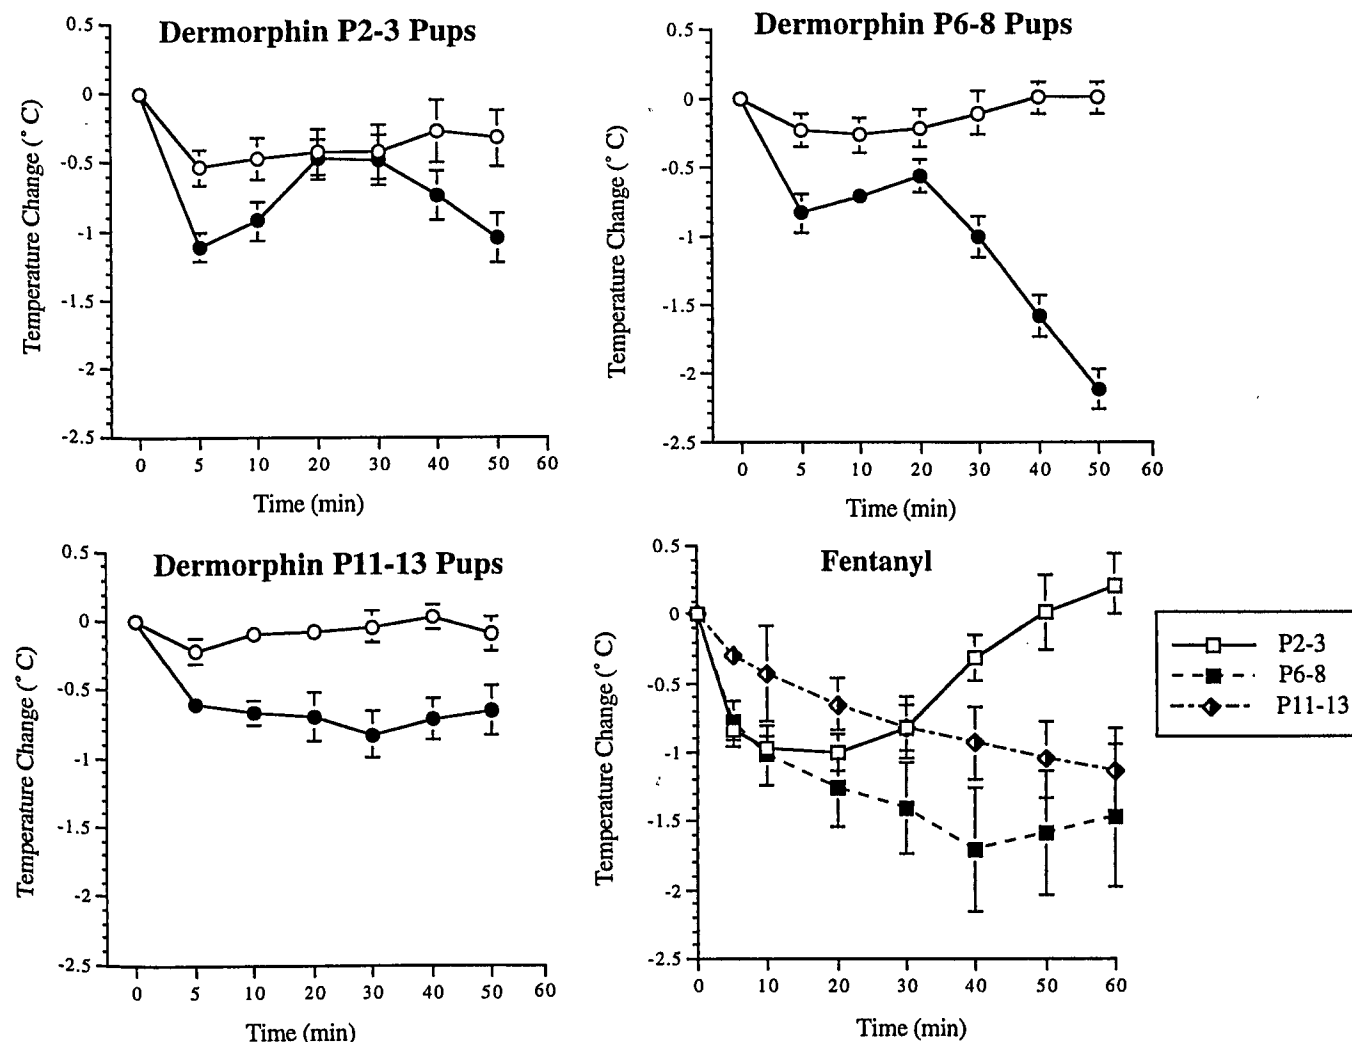 Dermorphin P2-3 Pups
0.5
0
-0.5
-1
-1.5
-2
-2.5
Temperature Change (° C)
0 5 10 20 30 40 50 60
Time (min)
Dermorphin P6-8 Pups
0.5
0
-0.5
-1
-1.5
-2
-2.5
Temperature Change (° C)
0 5 10 20 30 40 50 60
Time (min)
Dermorphin P11-13 Pups
0.5
0
-0.5
-1
-1.5
-2
-2.5
Temperature Change (° C)
0 5 10 20 30 40 50 60
Time (min)
Fentanyl
0.5
0
-0.5
-1
-1.5
-2
-2.5
Temperature Change (° C)
0 10 20 30 40 50 60
Time (min)
P2-3
P6-8
P11-13